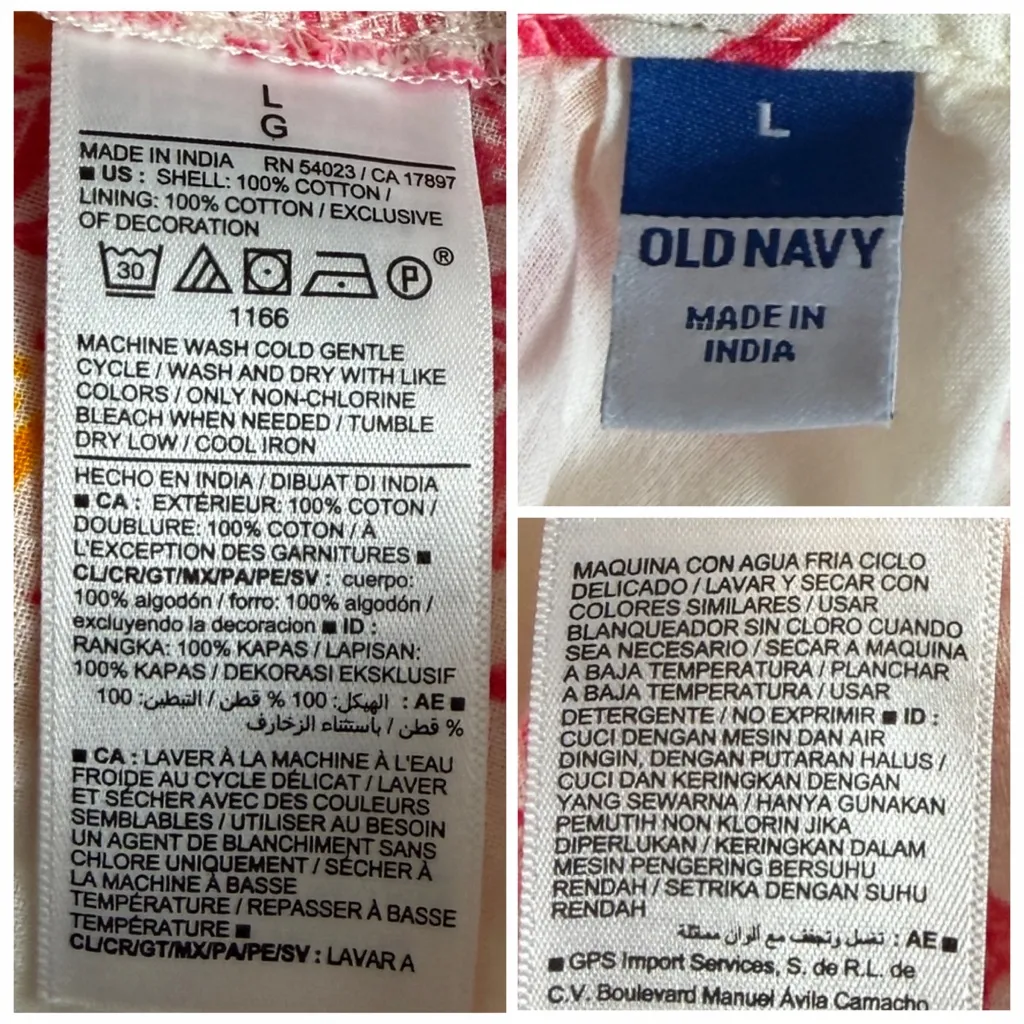 L
G
MADE IN INDIA RN 54023 / CA 17897
■ US : SHELL: 100% COTTON /
LINING: 100% COTTON / EXCLUSIVE
OF DECORATION
30
P ®
1166
MACHINE WASH COLD GENTLE
CYCLE / WASH AND DRY WITH LIKE
COLORS / ONLY NON-CHLORINE
BLEACH WHEN NEEDED / TUMBLE
DRY LOW / COOL IRON
HECHO EN INDIA / DIBUAT DI INDIA
■ CA : EXTÉRIEUR: 100% COTON /
DOUBLURE: 100% COTON / À
L'EXCEPTION DES GARNITURES ■
CL/CR/GT/MX/PA/PE/SV : cuerpo:
100% algodón / forro: 100% algodón /
excluyendo la decoracion ■ ID :
RANGKA: 100% KAPAS / LAPISAN:
100% KAPAS / DEKORASI EKSKLUSIF
■ AE : الهيكل: 100 % قطن / التبطين: 100
% قطن / باستثناء الزخارف
■ CA : LAVER À LA MACHINE À L'EAU
FROIDE AU CYCLE DÉLICAT / LAVER
ET SÉCHER AVEC DES COULEURS
SEMBLABLES / UTILISER AU BESOIN
UN AGENT DE BLANCHIMENT SANS
CHLORE UNIQUEMENT / SÉCHER À
LA MACHINE À BASSE
TEMPÉRATURE / REPASSER À BASSE
TEMPÉRATURE ■
CL/CR/GT/MX/PA/PE/SV : LAVAR A
L
OLD NAVY
MADE IN
INDIA
MAQUINA CON AGUA FRIA CICLO
DELICADO / LAVAR Y SECAR CON
COLORES SIMILARES / USAR
BLANQUEADOR SIN CLORO CUANDO
SEA NECESARIO / SECAR A MAQUINA
A BAJA TEMPERATURA / PLANCHAR
A BAJA TEMPERATURA / USAR
DETERGENTE / NO EXPRIMIR ■ ID :
CUCI DENGAN MESIN DAN AIR
DINGIN, DENGAN PUTARAN HALUS /
CUCI DAN KERINGKAN DENGAN
YANG SEWARNA / HANYA GUNAKAN
PEMUTIH NON KLORIN JIKA
DIPERLUKAN / KERINGKAN DALAM
MESIN PENGERING BERSUHU
RENDAH / SETRIKA DENGAN SUHU
RENDAH
■ AE : تغسل وتجفف مع ألوان مماثلة
■ GPS Import Services, S. de R.L. de
C.V. Boulevard Manuel Ávila Camacho